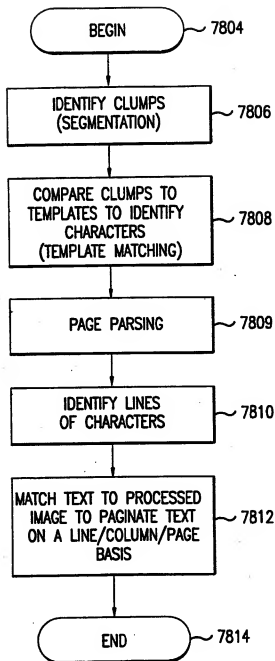 BEGIN
7804
IDENTIFY CLUMPS
(SEGMENTATION)
7806
COMPARE CLUMPS TO
TEMPLATES TO IDENTIFY
CHARACTERS
(TEMPLATE MATCHING)
7808
PAGE PARSING
7809
IDENTIFY LINES
OF CHARACTERS
7810
MATCH TEXT TO PROCESSED
IMAGE TO PAGINATE TEXT
ON A LINE/COLUMN/PAGE
BASIS
7812
END
7814